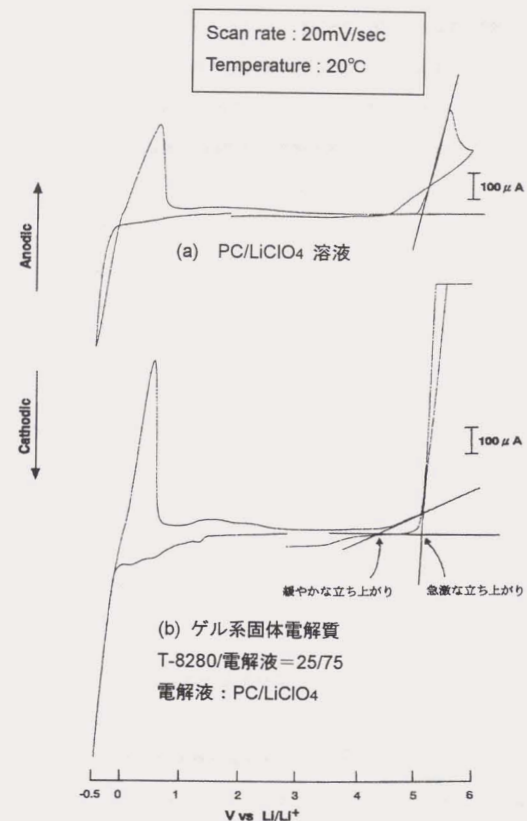 Scan rate : 20mV/sec
Temperature : 20℃
100μA
(a) PC/LiClO4 溶液
Anodic
Cathodic
100μA
緩やかな立ち上がり
急激な立ち上がり
(b) ゲル系固体電解質
T-8280/電解液＝25/75
電解液：PC/LiClO4
-0.5 0 1 2 3 4 5 6
V vs Li/Li⁺